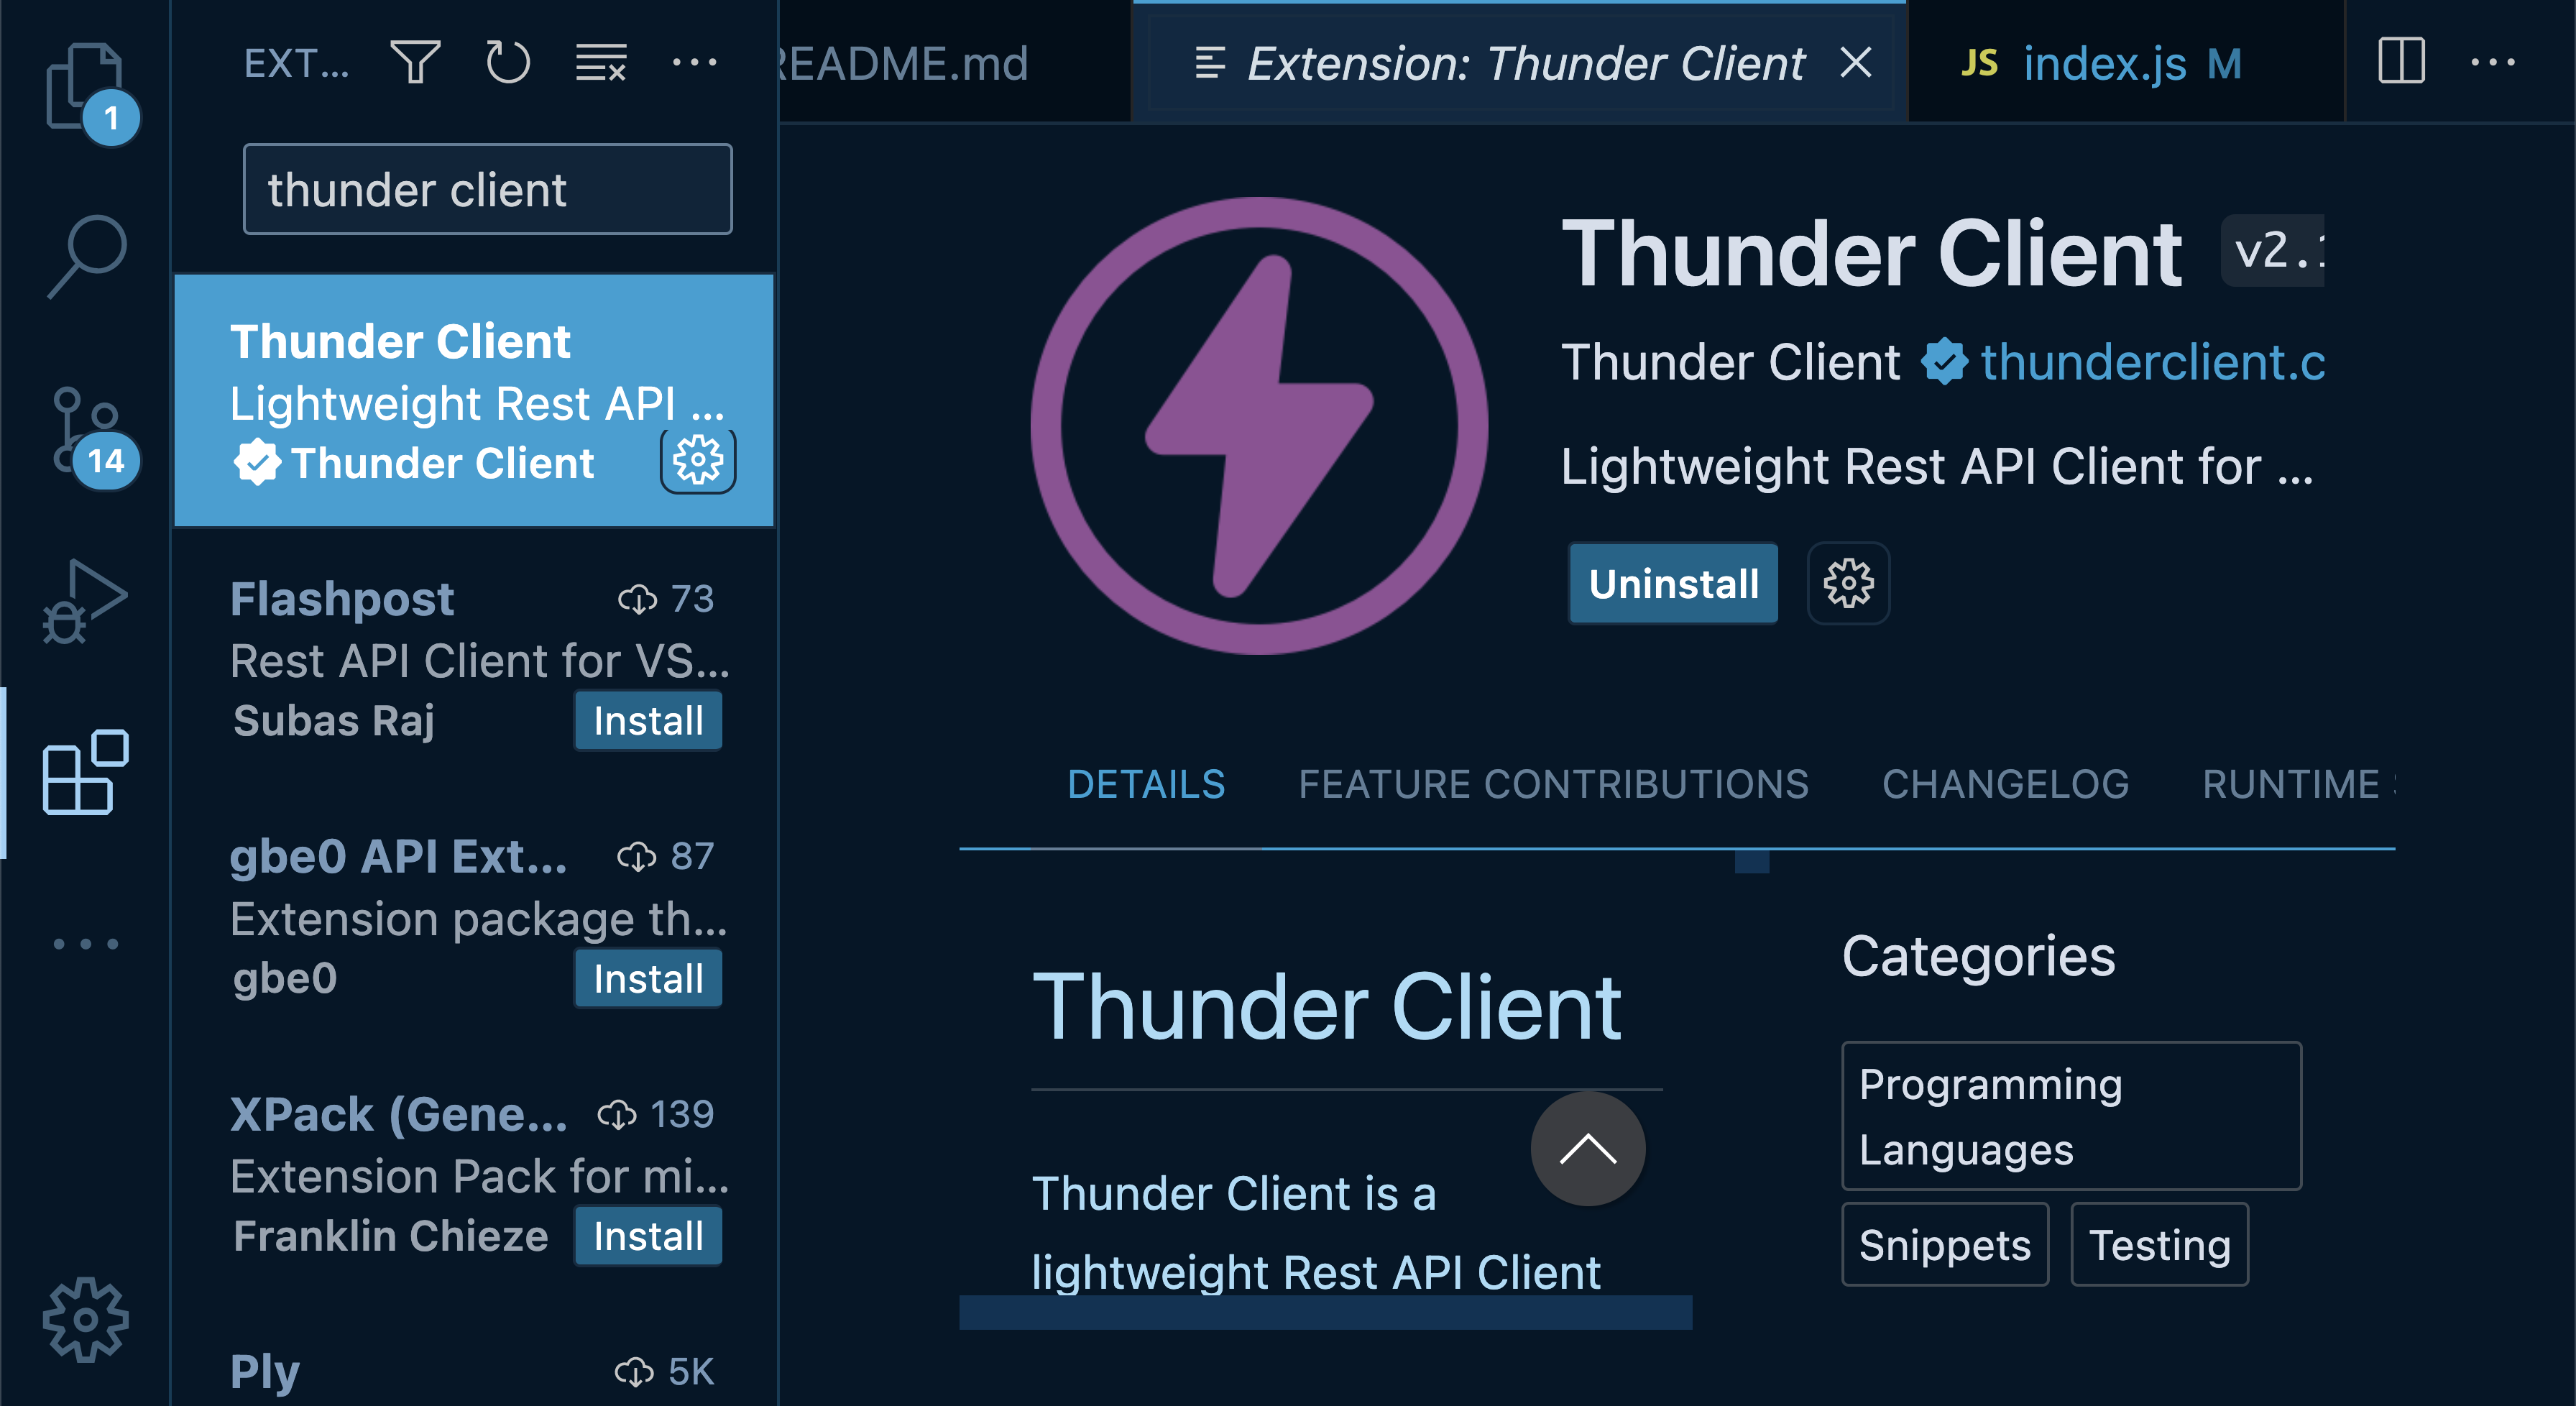 1
14
EXT...
thunder client
Thunder Client
Lightweight Rest API ...
Thunder Client
Flashpost 73
Rest API Client for VS...
Subas Raj Install
gbe0 API Ext... 87
Extension package th...
gbe0 Install
XPack (Gene... 139
Extension Pack for mi...
Franklin Chieze Install
Ply 5K
README.md
Extension: Thunder Client
JS index.js M
Thunder Client v2.1
Thunder Client thunderclient.c
Lightweight Rest API Client for ...
Uninstall
DETAILS FEATURE CONTRIBUTIONS CHANGELOG RUNTIME
Thunder Client
Thunder Client is a
lightweight Rest API Client
Categories
Programming
Languages
Snippets Testing